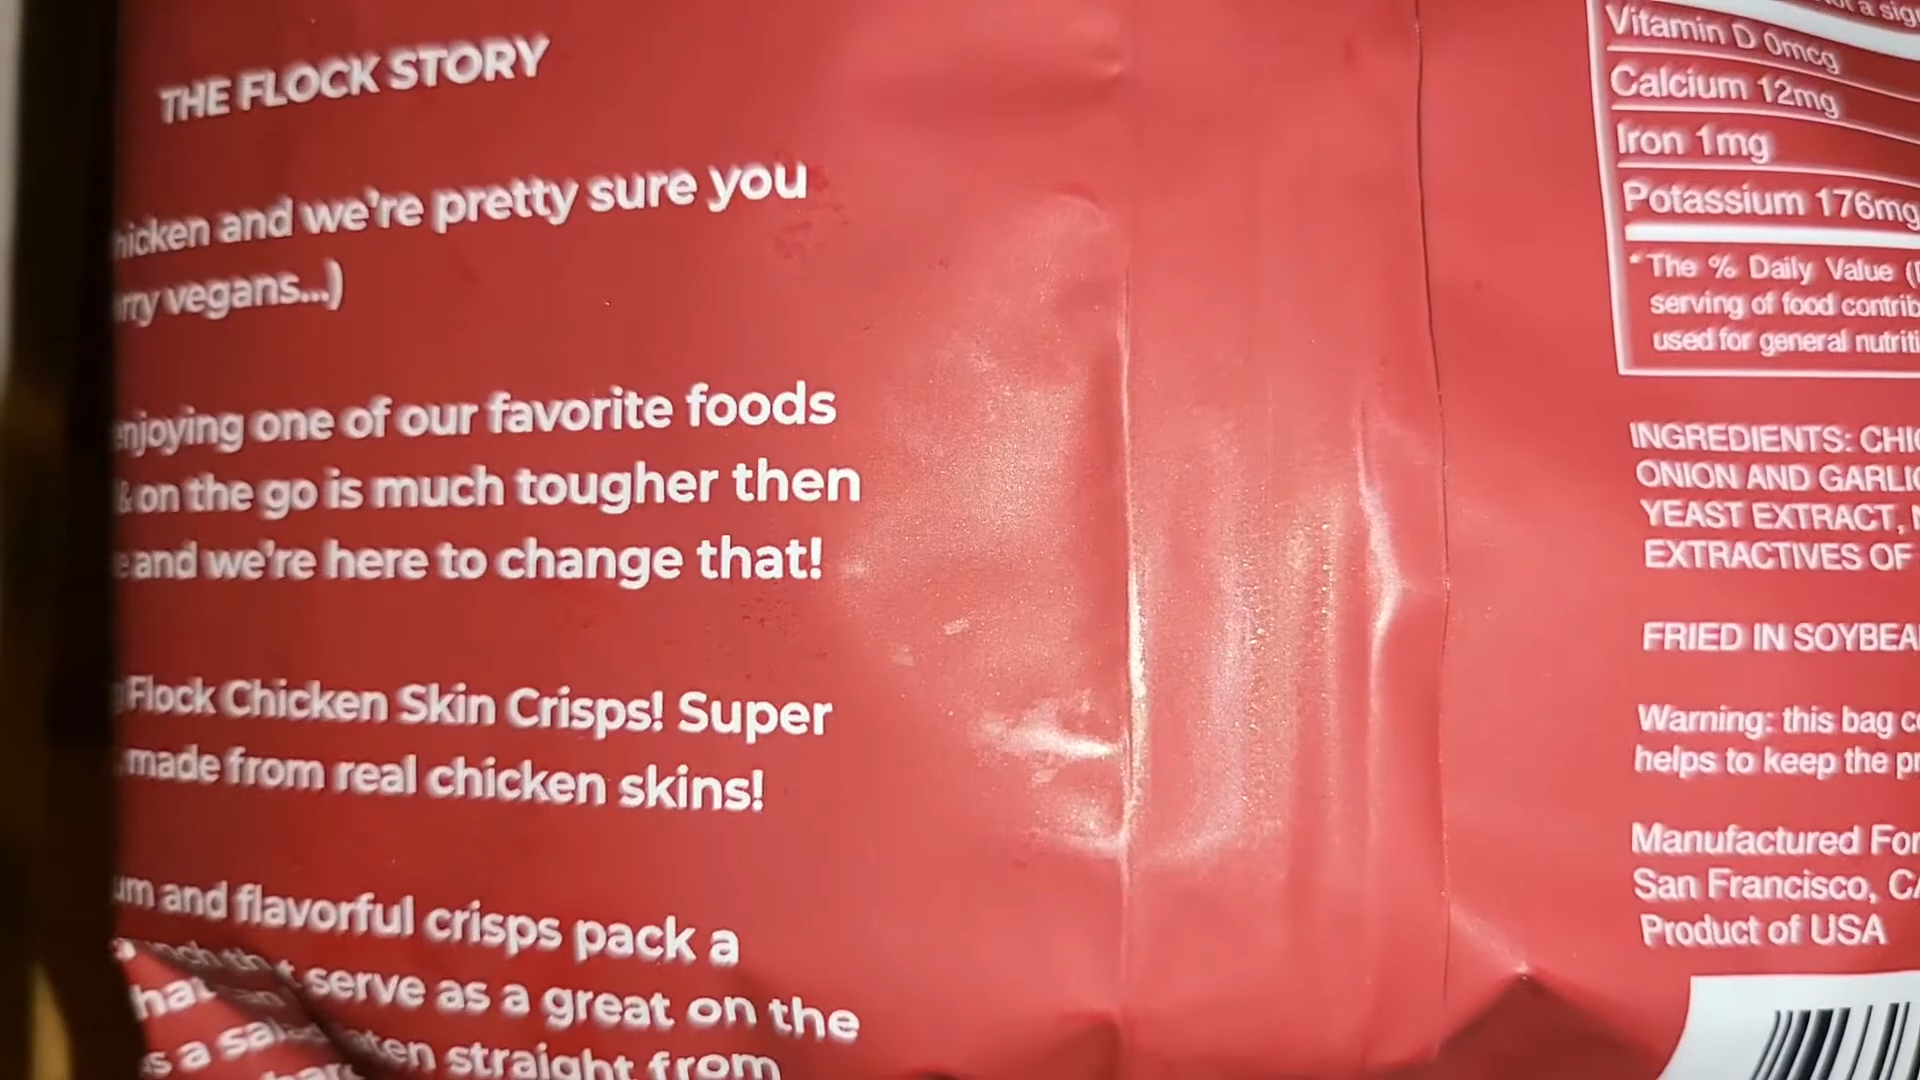 THE FLOCK STORY
hicken and we're pretty sure you
rry vegans...)
enjoying one of our favorite foods
& on the go is much tougher then
e and we're here to change that!
Flock Chicken Skin Crisps! Super
made from real chicken skins!
um and flavorful crisps pack a
serve as a great on the
s a sal
ten straight from
Vitamin D 0mcg
Calcium 12mg
Iron 1mg
Potassium 176mg
* The % Daily Value (
serving of food contrib
used for general nutriti
INGREDIENTS: CHIC
ONION AND GARLIC
YEAST EXTRACT,
EXTRACTIVES OF
FRIED IN SOYBEA
Warning: this bag co
helps to keep the pr
Manufactured For
San Francisco, CA
Product of USA